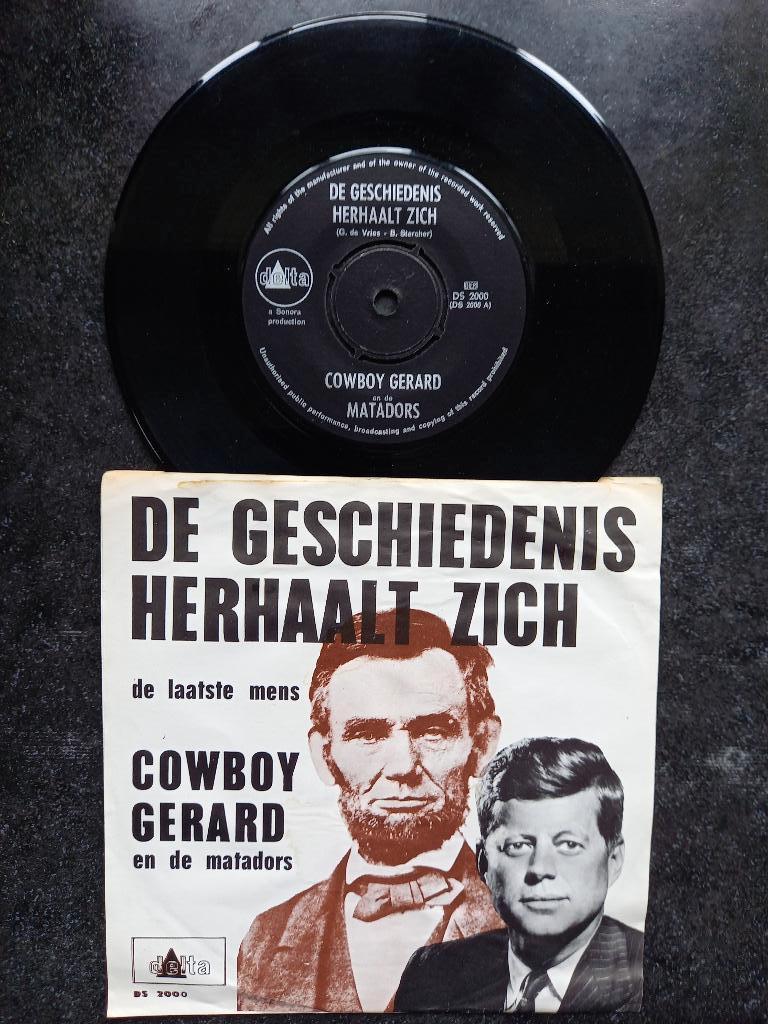 All rights of the manufacturer and of the owner of the recorded work reserved
DE GESCHIEDENIS
HERHAALT ZICH
(G. de Vries - B. Starcher)
delta
a Sonora
production
DS 2000
(DS 2000 A)
COWBOY GERARD
en de
MATADORS
Unauthorised public performance, broadcasting and copying of this record prohibited
DE GESCHIEDENIS
HERHAALT ZICH
de laatste mens
COWBOY
GERARD
en de matadors
delta
DS 2000